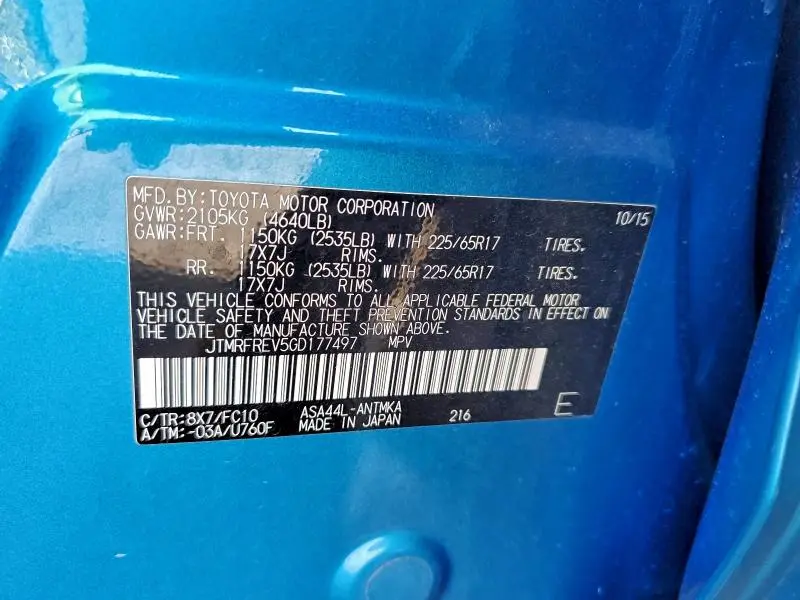 MFD.BY:TOYOTA MOTOR CORPORATION 10/15
GVWR:2105KG (4640LB)
GAWR:FRT. 1150KG (2535LB) WITH 225/65R17 TIRES.
17X7J RIMS.
RR. 1150KG (2535LB) WITH 225/65R17 TIRES.
17X7J RIMS.
THIS VEHICLE CONFORMS TO ALL APPLICABLE FEDERAL MOTOR
VEHICLE SAFETY AND THEFT PREVENTION STANDARDS IN EFFECT ON
THE DATE OF MANUFACTURE SHOWN ABOVE.
JTMRFREV5GD177497 MPV
C/TR:8X7/FC10 ASA44L-ANTMKA 216 E
A/TM:-03A/U760F MADE IN JAPAN